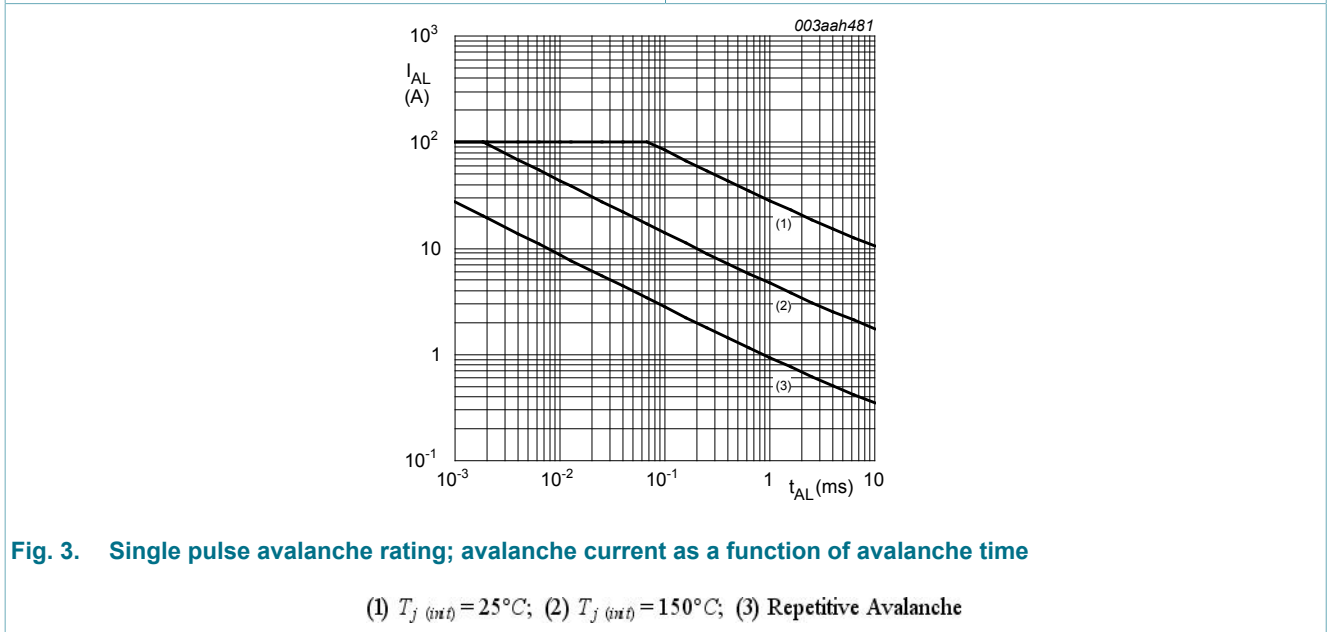 003aah481
10³
I_AL
(A)
10²
10
1
10⁻¹
(1)
(2)
(3)
10⁻³ 10⁻² 10⁻¹ 1 t_AL (ms) 10
Fig. 3. Single pulse avalanche rating; avalanche current as a function of avalanche time
(1) T_j (init) = 25°C; (2) T_j (init) = 150°C; (3) Repetitive Avalanche